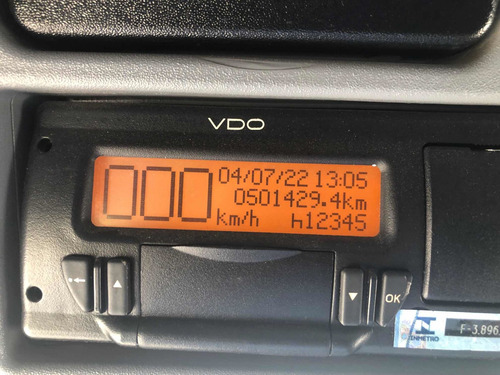 VDO
000 04/07/22 13:05
0501429.4km
km/h h12345
OK
INMETRO F-3.896